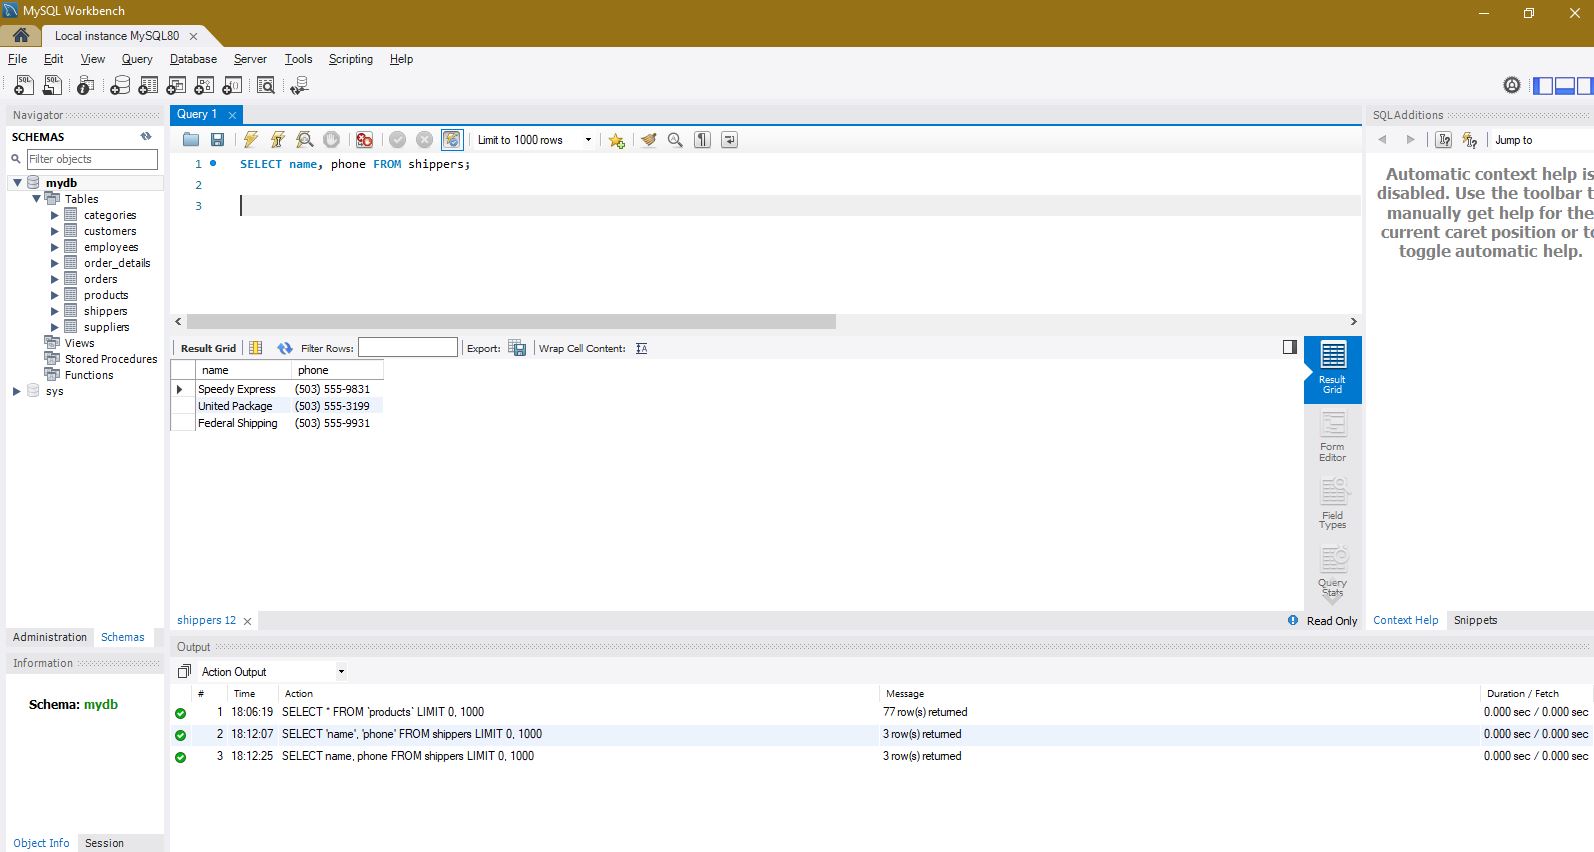 MySQL Workbench
Local instance MySQL80
File Edit View Query Database Server Tools Scripting Help
Navigator
SCHEMAS
Filter objects
mydb
Tables
categories
customers
employees
order_details
orders
products
shippers
suppliers
Views
Stored Procedures
Functions
sys
Administration Schemas
Information
Schema: mydb
Object Info Session
Query 1
Limit to 1000 rows
1 SELECT name, phone FROM shippers;
2
3
Result Grid Filter Rows: Export: Wrap Cell Content:
name phone
Speedy Express (503) 555-9831
United Package (503) 555-3199
Federal Shipping (503) 555-9931
Result
Grid
Form
Editor
Field
Types
Query
Stats
shippers 12
Read Only
SQLAdditions
Jump to
Automatic context help is
disabled. Use the toolbar t
manually get help for the
current caret position or to
toggle automatic help.
Context Help Snippets
Output
Action Output
# Time Action Message Duration / Fetch
1 18:06:19 SELECT * FROM `products` LIMIT 0, 1000 77 row(s) returned 0.000 sec / 0.000 sec
2 18:12:07 SELECT 'name', 'phone' FROM shippers LIMIT 0, 1000 3 row(s) returned 0.000 sec / 0.000 sec
3 18:12:25 SELECT name, phone FROM shippers LIMIT 0, 1000 3 row(s) returned 0.000 sec / 0.000 sec